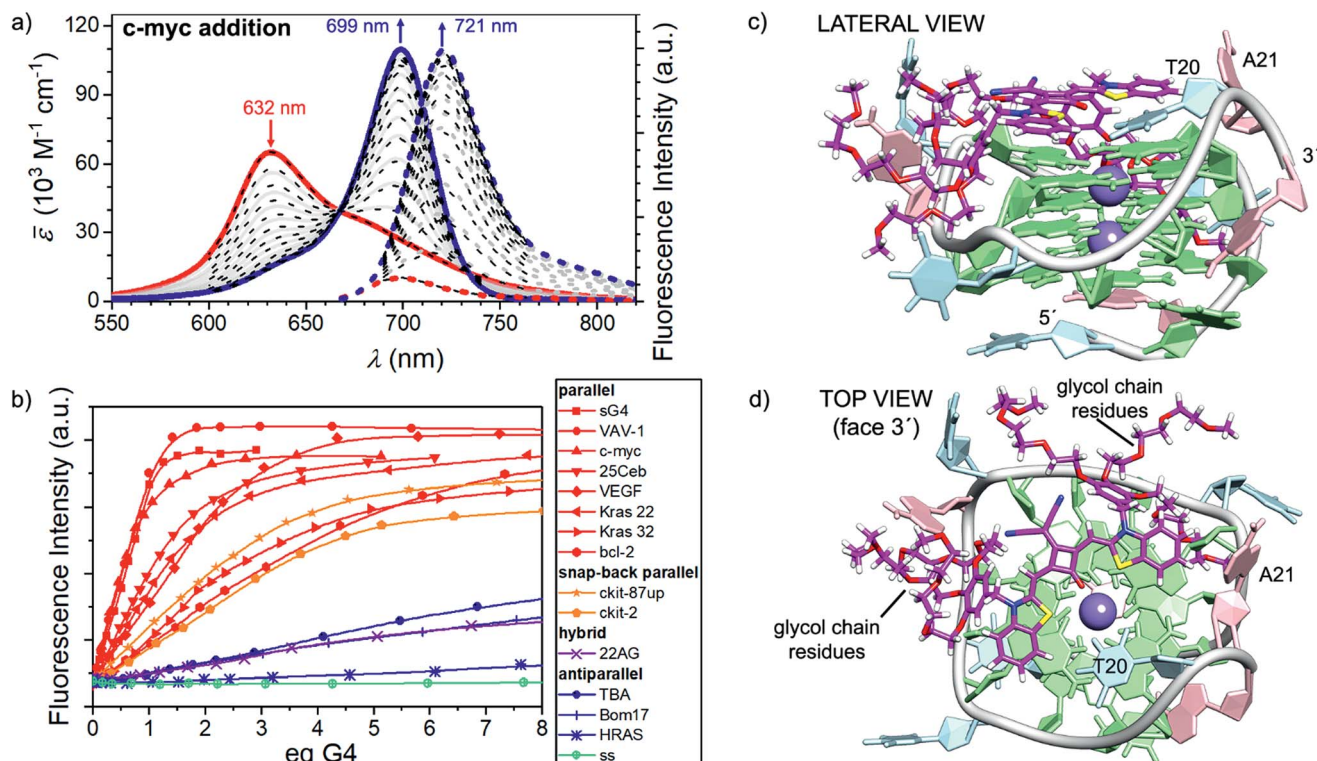 a)
c-myc addition
699 nm
721 nm
632 nm
120
90
60
30
0
ε̅ (10³ M⁻¹ cm⁻¹)
Fluorescence Intensity (a.u.)
550 600 650 700 750 800
λ (nm)
b)
Fluorescence Intensity (a.u.)
0 1 2 3 4 5 6 7 8
eq G4
parallel
sG4
VAV-1
c-myc
25Ceb
VEGF
Kras 22
Kras 32
bcl-2
snap-back parallel
ckit-87up
ckit-2
hybrid
22AG
antiparallel
TBA
Bom17
HRAS
ss
c)
LATERAL VIEW
T20
A21
3´
5´
d)
TOP VIEW
(face 3´)
glycol chain
residues
A21
glycol chain
residues
T20